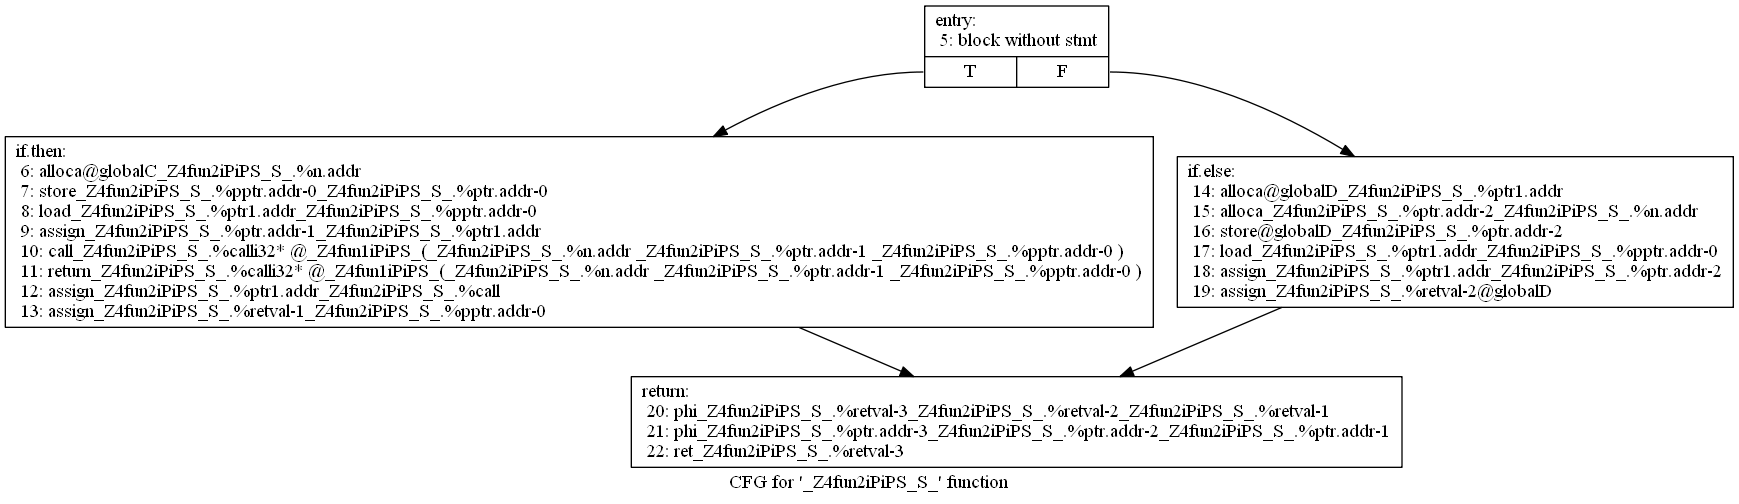 entry:
5: block without stmt
T F
if.then:
6: alloca@globalC_Z4fun2iPiPS_S_.%n.addr
7: store_Z4fun2iPiPS_S_.%pptr.addr-0_Z4fun2iPiPS_S_.%ptr.addr-0
8: load_Z4fun2iPiPS_S_.%ptr1.addr_Z4fun2iPiPS_S_.%pptr.addr-0
9: assign_Z4fun2iPiPS_S_.%ptr.addr-1_Z4fun2iPiPS_S_.%ptr1.addr
10: call_Z4fun2iPiPS_S_.%calli32* @_Z4fun1iPiPS_(_Z4fun2iPiPS_S_.%n.addr _Z4fun2iPiPS_S_.%ptr.addr-1 _Z4fun2iPiPS_S_.%pptr.addr-0 )
11: return_Z4fun2iPiPS_S_.%calli32* @_Z4fun1iPiPS_(_Z4fun2iPiPS_S_.%n.addr _Z4fun2iPiPS_S_.%ptr.addr-1 _Z4fun2iPiPS_S_.%pptr.addr-0 )
12: assign_Z4fun2iPiPS_S_.%ptr1.addr_Z4fun2iPiPS_S_.%call
13: assign_Z4fun2iPiPS_S_.%retval-1_Z4fun2iPiPS_S_.%pptr.addr-0
if.else:
14: alloca@globalD_Z4fun2iPiPS_S_.%ptr1.addr
15: alloca_Z4fun2iPiPS_S_.%ptr.addr-2_Z4fun2iPiPS_S_.%n.addr
16: store@globalD_Z4fun2iPiPS_S_.%ptr.addr-2
17: load_Z4fun2iPiPS_S_.%ptr1.addr_Z4fun2iPiPS_S_.%pptr.addr-0
18: assign_Z4fun2iPiPS_S_.%ptr1.addr_Z4fun2iPiPS_S_.%ptr.addr-2
19: assign_Z4fun2iPiPS_S_.%retval-2@globalD
return:
20: phi_Z4fun2iPiPS_S_.%retval-3_Z4fun2iPiPS_S_.%retval-2_Z4fun2iPiPS_S_.%retval-1
21: phi_Z4fun2iPiPS_S_.%ptr.addr-3_Z4fun2iPiPS_S_.%ptr.addr-2_Z4fun2iPiPS_S_.%ptr.addr-1
22: ret_Z4fun2iPiPS_S_.%retval-3
CFG for '_Z4fun2iPiPS_S_' function